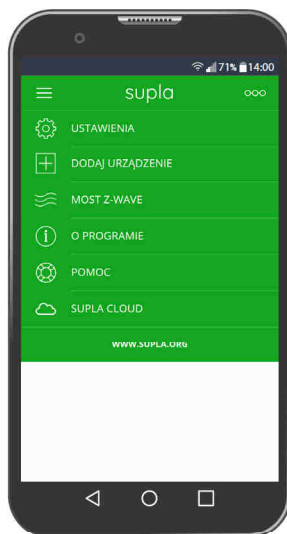 71% 14:00
supla
USTAWIENIA
DODAJ URZĄDZENIE
MOST Z-WAVE
O PROGRAMIE
POMOC
SUPLA CLOUD
WWW.SUPLA.ORG